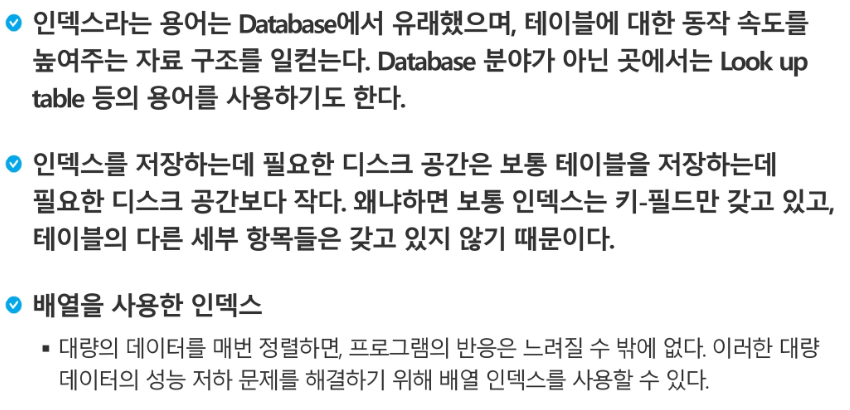 인덱스라는 용어는 Database에서 유래했으며, 테이블에 대한 동작 속도를
높여주는 자료 구조를 일컫는다. Database 분야가 아닌 곳에서는 Look up
table 등의 용어를 사용하기도 한다.
인덱스를 저장하는데 필요한 디스크 공간은 보통 테이블을 저장하는데
필요한 디스크 공간보다 작다. 왜냐하면 보통 인덱스는 키-필드만 갖고 있고,
테이블의 다른 세부 항목들은 갖고 있지 않기 때문이다.
배열을 사용한 인덱스
▪ 대량의 데이터를 매번 정렬하면, 프로그램의 반응은 느려질 수 밖에 없다. 이러한 대량
데이터의 성능 저하 문제를 해결하기 위해 배열 인덱스를 사용할 수 있다.